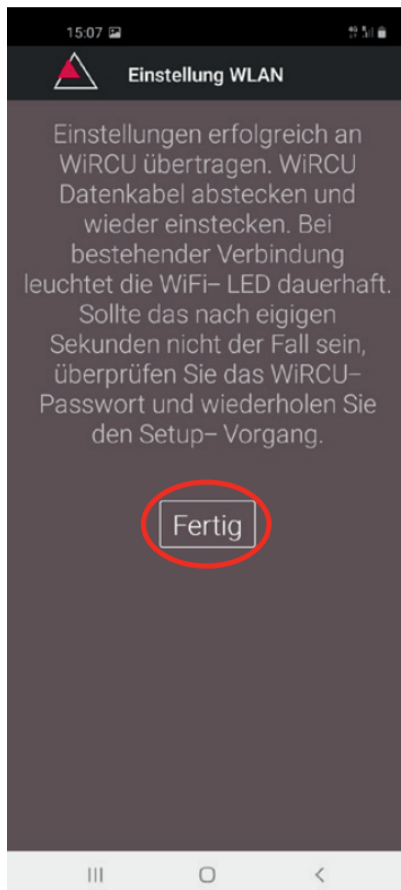 15:07
Einstellung WLAN
Einstellungen erfolgreich an
WiRCU übertragen. WiRCU
Datenkabel abstecken und
wieder einstecken. Bei
bestehender Verbindung
leuchtet die WiFi– LED dauerhaft.
Sollte das nach eigigen
Sekunden nicht der Fall sein,
überprüfen Sie das WiRCU–
Passwort und wiederholen Sie
den Setup– Vorgang.
Fertig